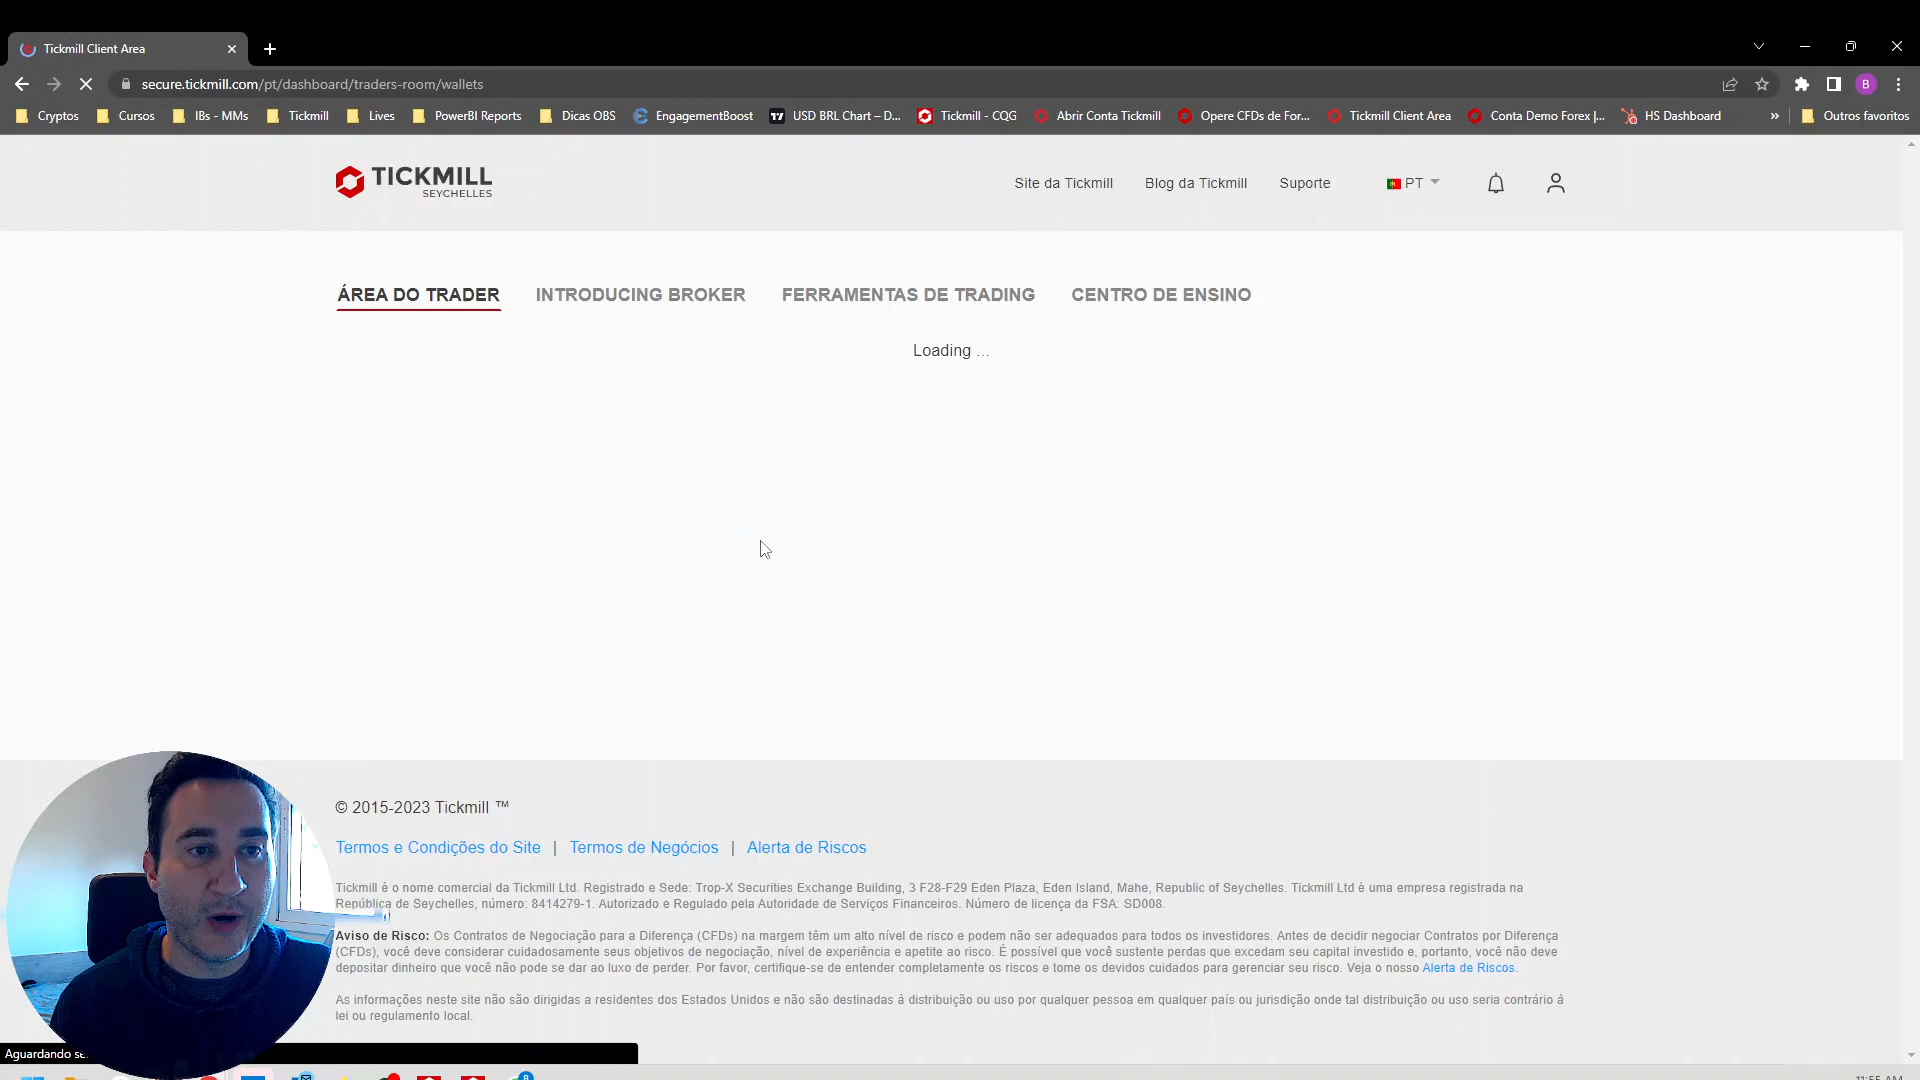 Tickmill Client Area
secure.tickmill.com/pt/dashboard/traders-room/wallets
B
Cryptos Cursos IBs - MMs Tickmill Lives PowerBI Reports Dicas OBS EngagementBoost USD BRL Chart – D... Tickmill - CQG Abrir Conta Tickmill Opere CFDs de For... Tickmill Client Area Conta Demo Forex |... HS Dashboard » Outros favoritos
TICKMILL
SEYCHELLES
Site da Tickmill Blog da Tickmill Suporte PT
ÁREA DO TRADER INTRODUCING BROKER FERRAMENTAS DE TRADING CENTRO DE ENSINO
Loading ...
© 2015-2023 Tickmill ™
Termos e Condições do Site | Termos de Negócios | Alerta de Riscos
Tickmill é o nome comercial da Tickmill Ltd. Registrado e Sede: Trop-X Securities Exchange Building, 3 F28-F29 Eden Plaza, Eden Island, Mahe, Republic of Seychelles. Tickmill Ltd é uma empresa registrada na
República de Seychelles, número: 8414279-1. Autorizado e Regulado pela Autoridade de Serviços Financeiros. Número de licença da FSA: SD008.
Aviso de Risco: Os Contratos de Negociação para a Diferença (CFDs) na margem têm um alto nível de risco e podem não ser adequados para todos os investidores. Antes de decidir negociar Contratos por Diferença
(CFDs), você deve considerar cuidadosamente seus objetivos de negociação, nível de experiência e apetite ao risco. É possível que você sustente perdas que excedam seu capital investido e, portanto, você não deve
depositar dinheiro que você não pode se dar ao luxo de perder. Por favor, certifique-se de entender completamente os riscos e tome os devidos cuidados para gerenciar seu risco. Veja o nosso Alerta de Riscos.
As informações neste site não são dirigidas a residentes dos Estados Unidos e não são destinadas á distribuição ou uso por qualquer pessoa em qualquer país ou jurisdição onde tal distribuição ou uso seria contrário à
lei ou regulamento local.
Aguardando
8